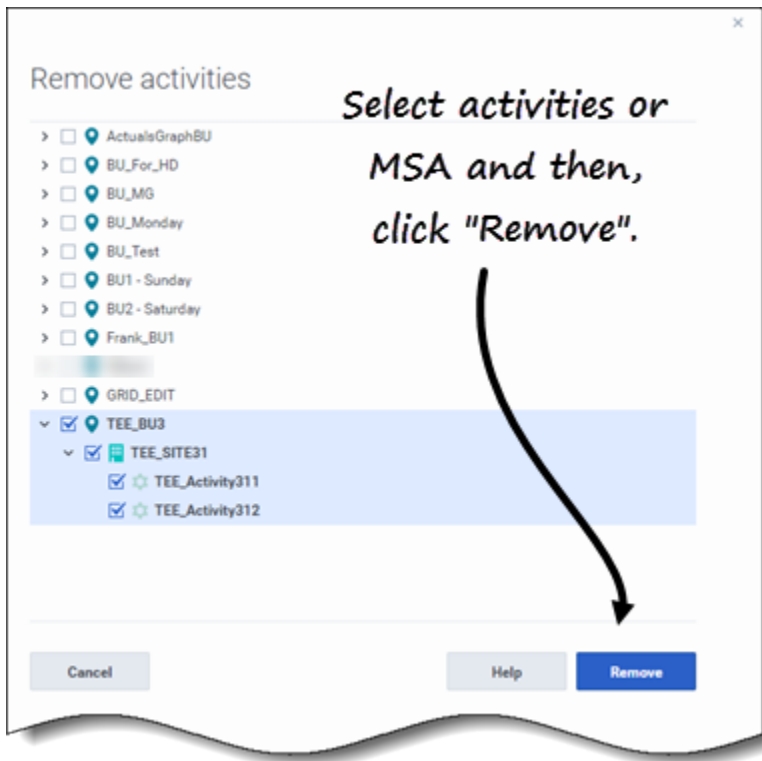 Remove activities
Select activities or
MSA and then,
click "Remove".
ActualsGraphBU
BU_For_HD
BU_MG
BU_Monday
BU_Test
BU1 - Sunday
BU2 - Saturday
Frank_BU1
GRID_EDIT
TEE_BU3
TEE_SITE31
TEE_Activity311
TEE_Activity312
Cancel
Help
Remove